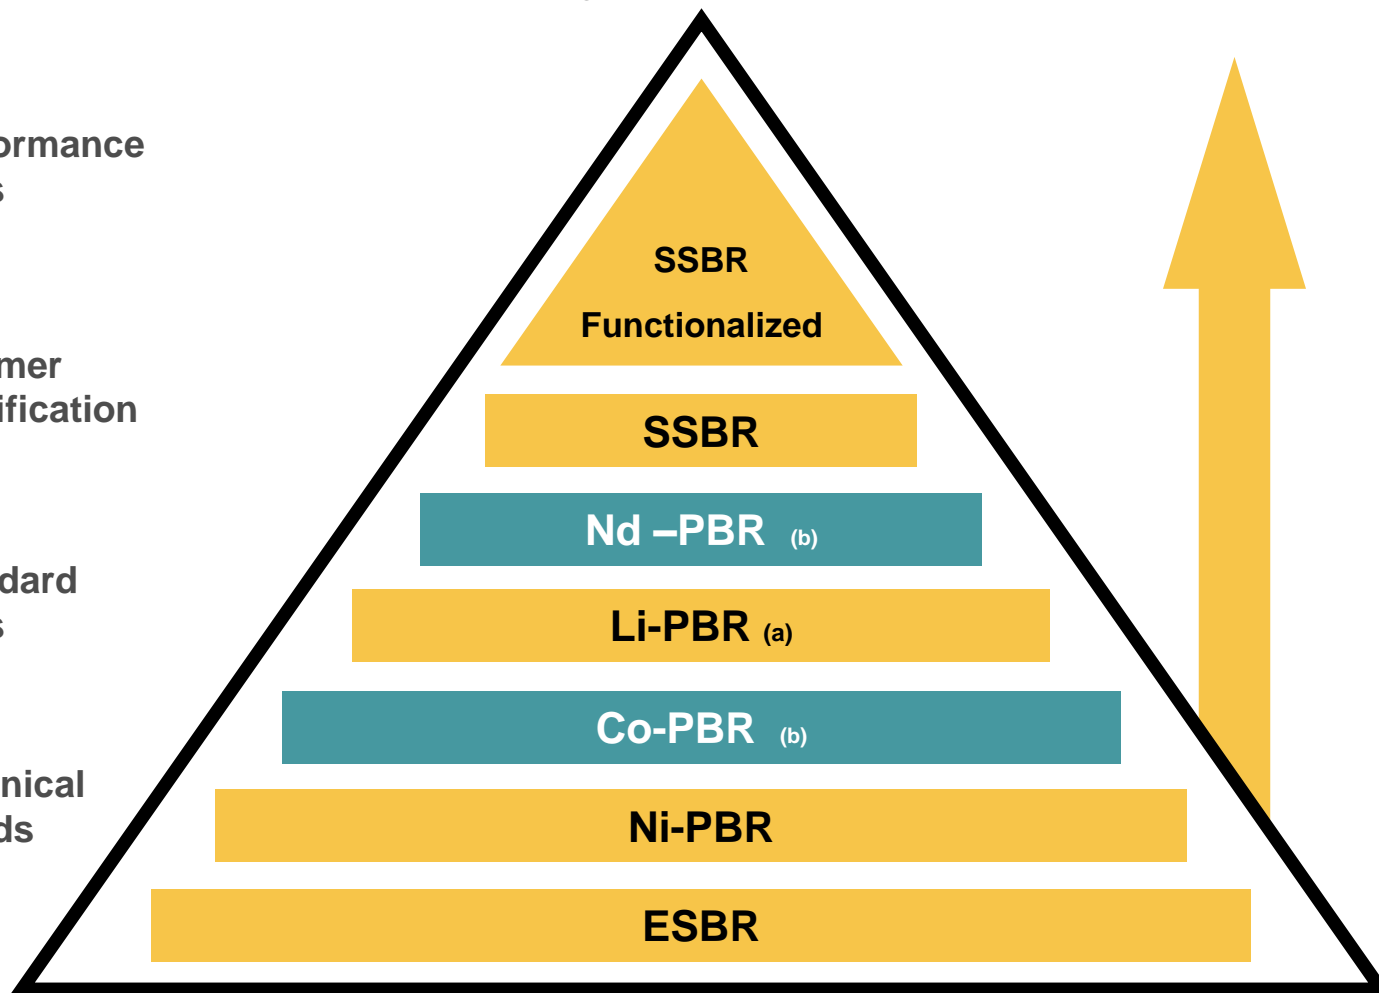 ormance
s
SSBR
Functionalized
mer
ification
SSBR
Nd –PBR (b)
dard
s
Li-PBR (a)
Co-PBR (b)
nical
ds
Ni-PBR
ESBR